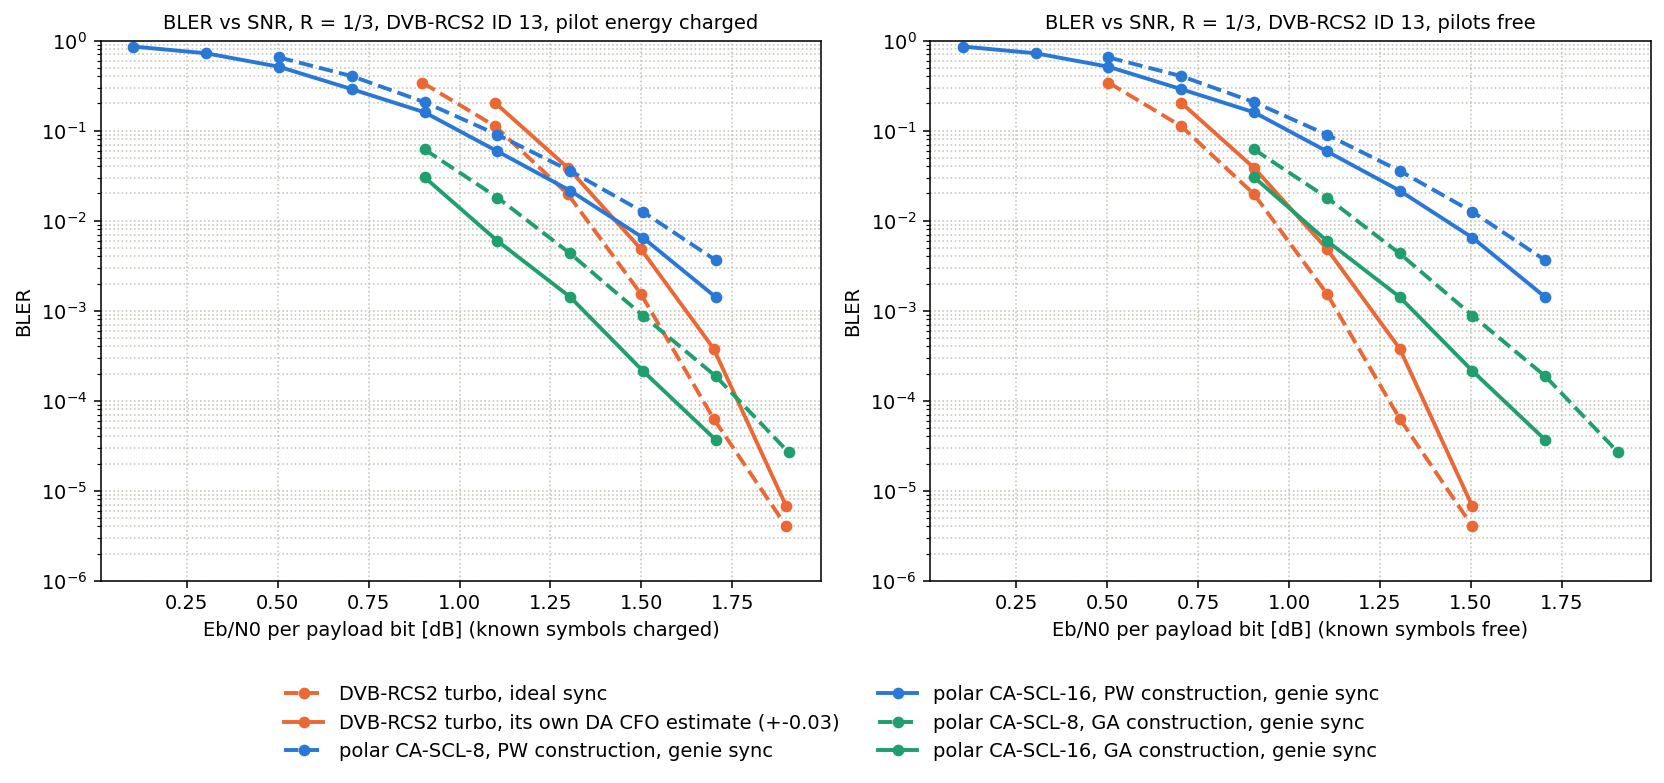 BLER vs SNR, R = 1/3, DVB-RCS2 ID 13, pilot energy charged
10⁰
10⁻¹
10⁻²
10⁻³
10⁻⁴
10⁻⁵
10⁻⁶
BLER
0.25 0.50 0.75 1.00 1.25 1.50 1.75
Eb/N0 per payload bit [dB] (known symbols charged)
BLER vs SNR, R = 1/3, DVB-RCS2 ID 13, pilots free
10⁰
10⁻¹
10⁻²
10⁻³
10⁻⁴
10⁻⁵
10⁻⁶
BLER
0.25 0.50 0.75 1.00 1.25 1.50 1.75
Eb/N0 per payload bit [dB] (known symbols free)
DVB-RCS2 turbo, ideal sync
DVB-RCS2 turbo, its own DA CFO estimate (+-0.03)
polar CA-SCL-8, PW construction, genie sync
polar CA-SCL-16, PW construction, genie sync
polar CA-SCL-8, GA construction, genie sync
polar CA-SCL-16, GA construction, genie sync